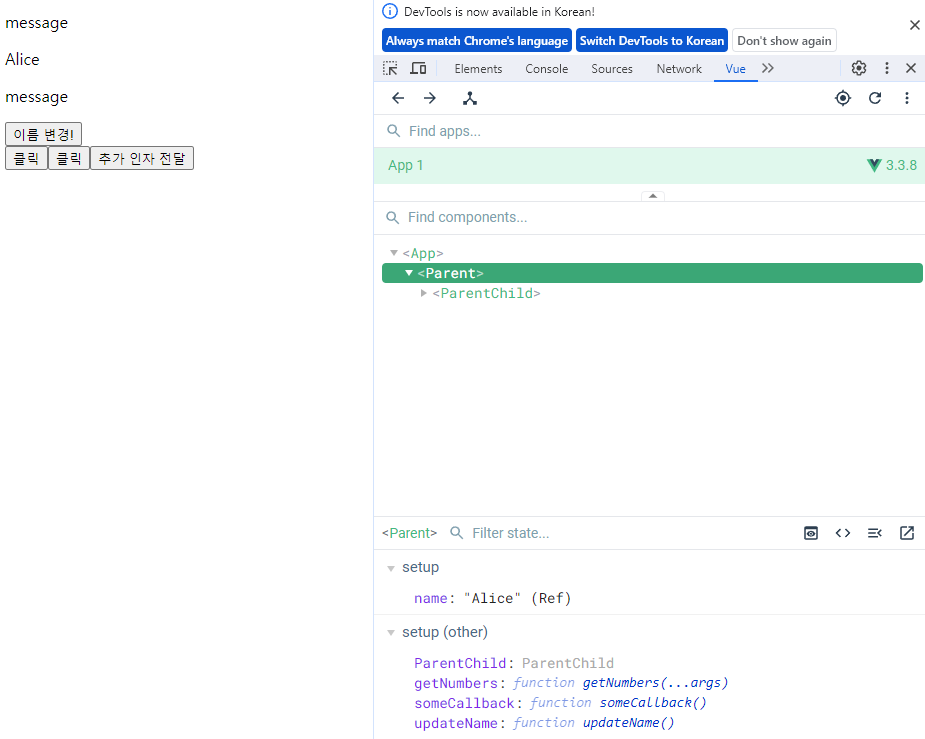 message
Alice
message
이름 변경!
클릭 클릭 추가 인자 전달
DevTools is now available in Korean!
Always match Chrome's language Switch DevTools to Korean Don't show again
Elements Console Sources Network Vue
Find apps...
App 1 3.3.8
Find components...
<App>
<Parent>
<ParentChild>
<Parent> Filter state...
setup
name: "Alice" (Ref)
setup (other)
ParentChild: ParentChild
getNumbers: function getNumbers(...args)
someCallback: function someCallback()
updateName: function updateName()